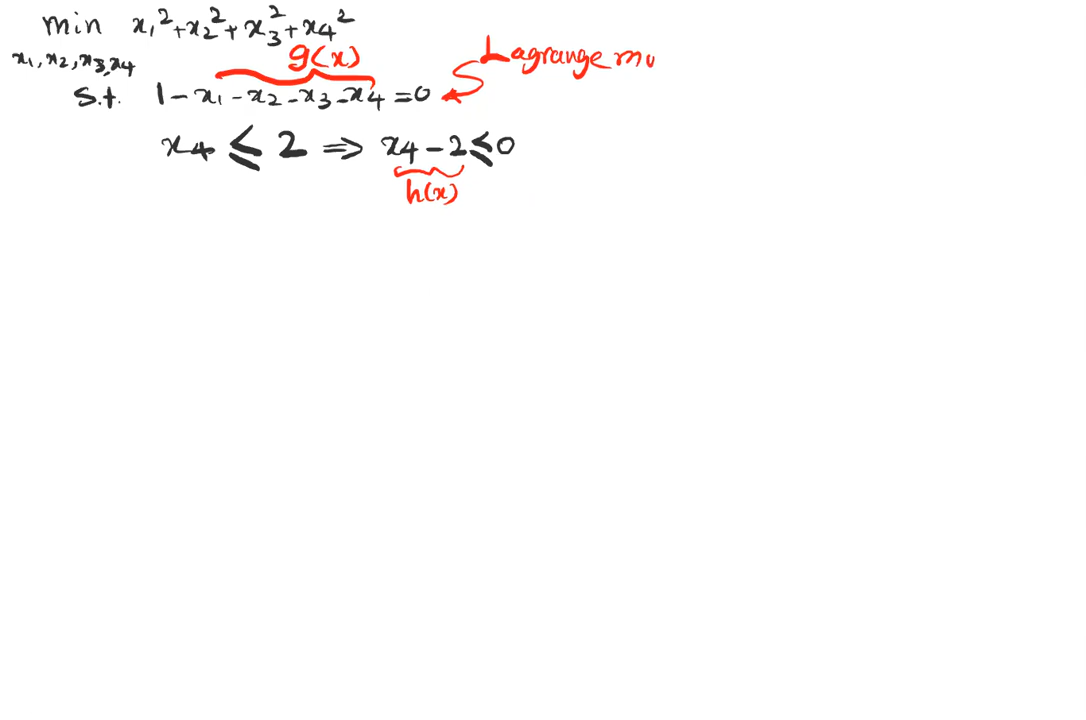 min x₁² + x₂² + x₃² + x₄²
x₁, x₂, x₃, x₄
g(x)
Lagrange mu
s.t. 1 - x₁ - x₂ - x₃ - x₄ = 0
x₄ ≤ 2 ⇒ x₄ - 2 ≤ 0
h(x)